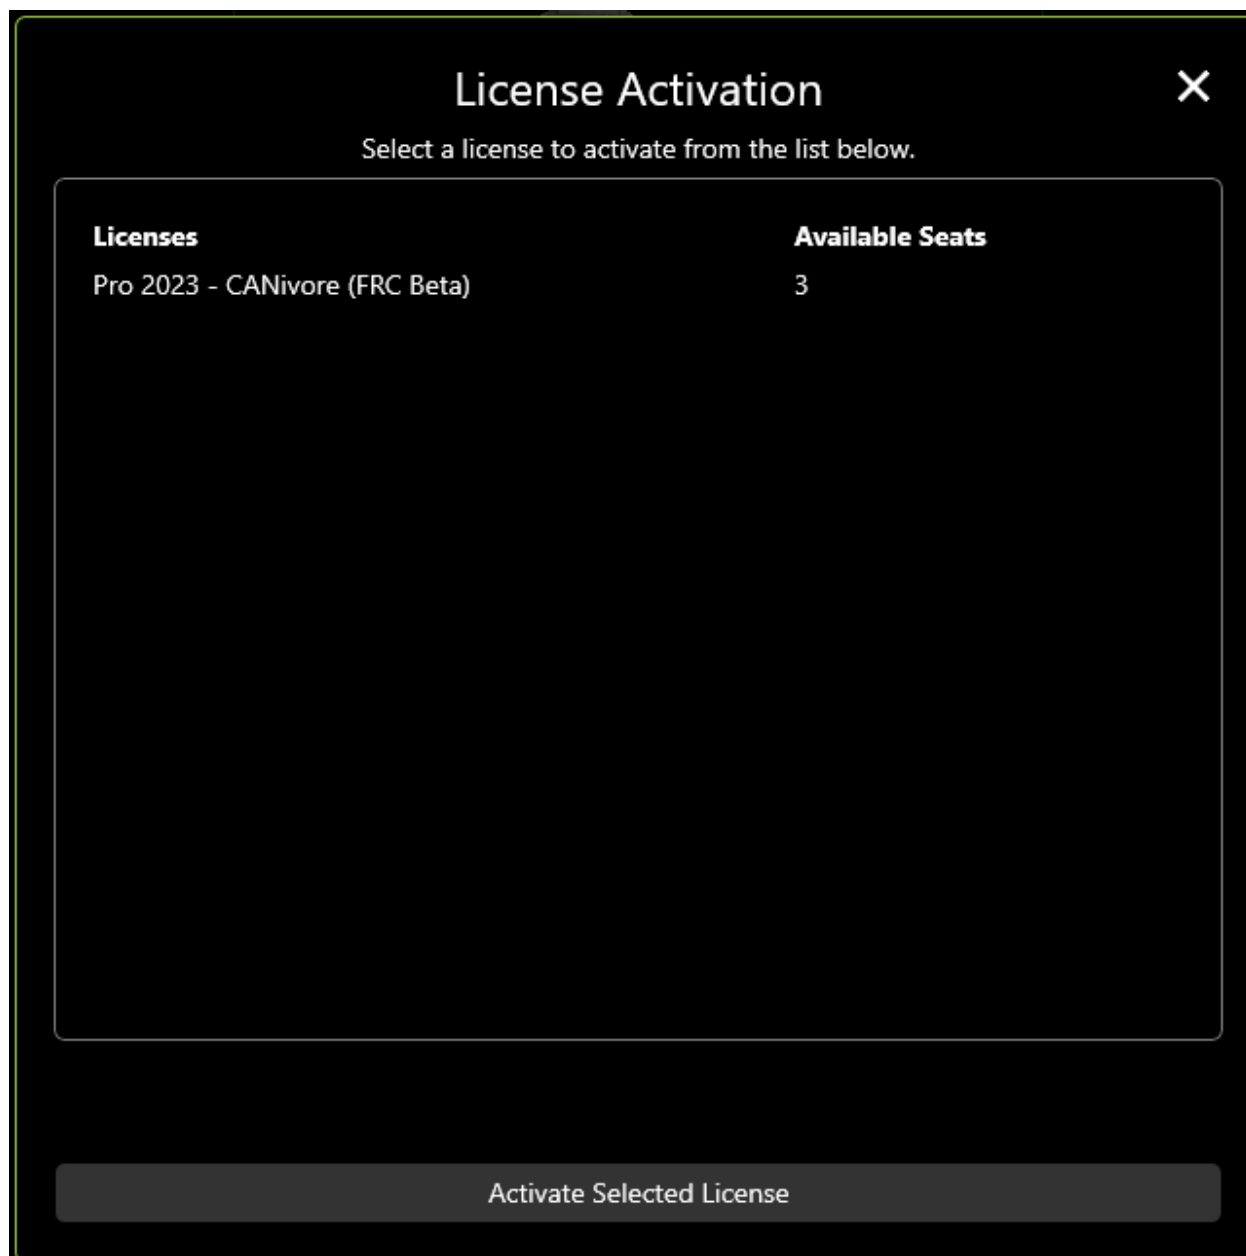 License Activation
Select a license to activate from the list below.
Licenses Available Seats
Pro 2023 - CANivore (FRC Beta) 3
Activate Selected License